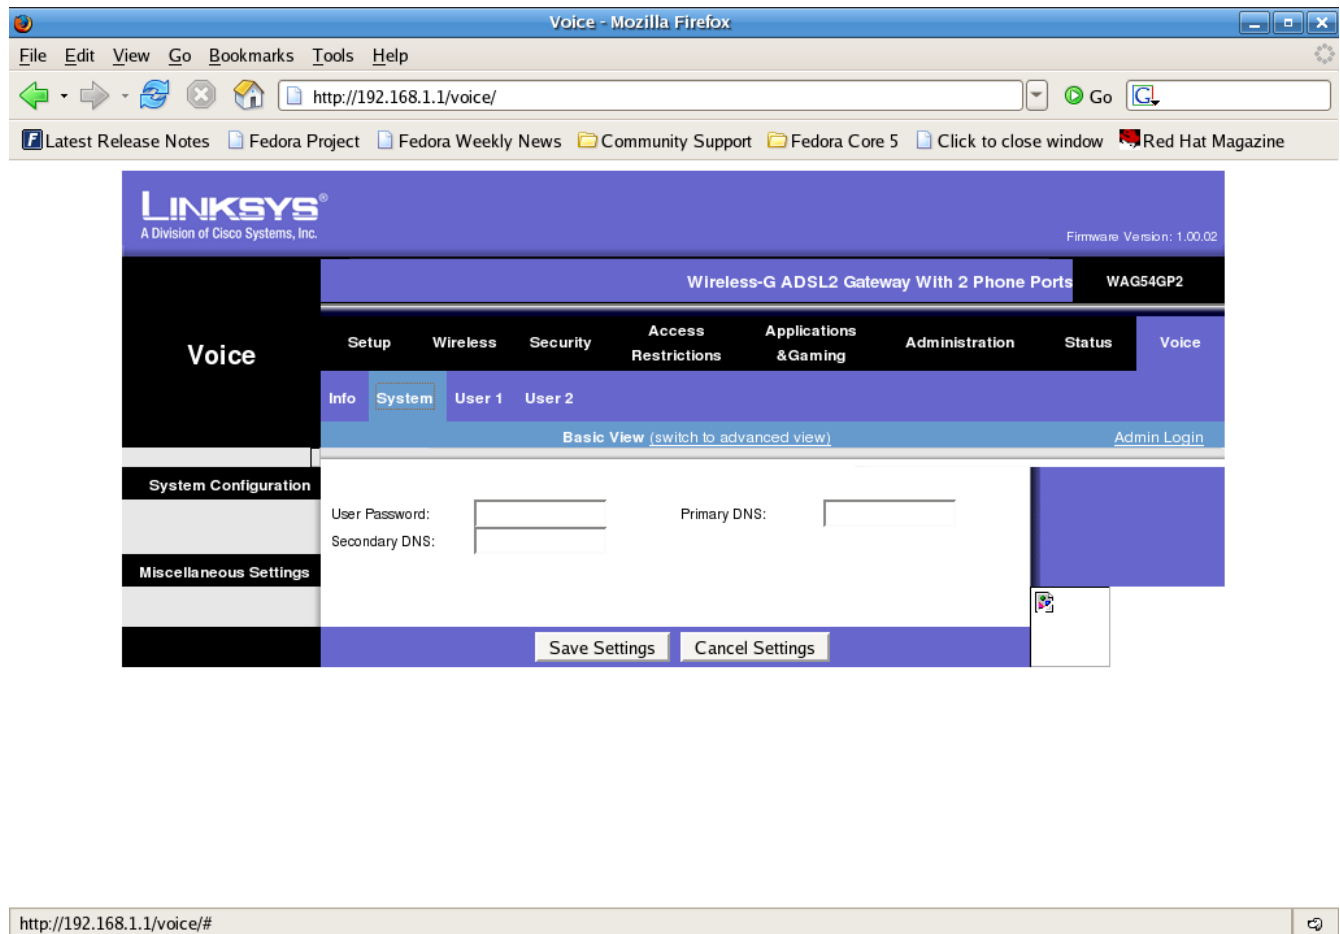 Voice - Mozilla Firefox
File Edit View Go Bookmarks Tools Help
http://192.168.1.1/voice/ Go G
Latest Release Notes Fedora Project Fedora Weekly News Community Support Fedora Core 5 Click to close window Red Hat Magazine
LINKSYS®
A Division of Cisco Systems, Inc.
Firmware Version: 1.00.02
Wireless-G ADSL2 Gateway With 2 Phone Ports WAG54GP2
Voice
Setup Wireless Security Access Restrictions Applications &Gaming Administration Status Voice
Info System User 1 User 2
Basic View (switch to advanced view) Admin Login
System Configuration
User Password: Primary DNS:
Secondary DNS:
Miscellaneous Settings
Save Settings Cancel Settings
http://192.168.1.1/voice/#